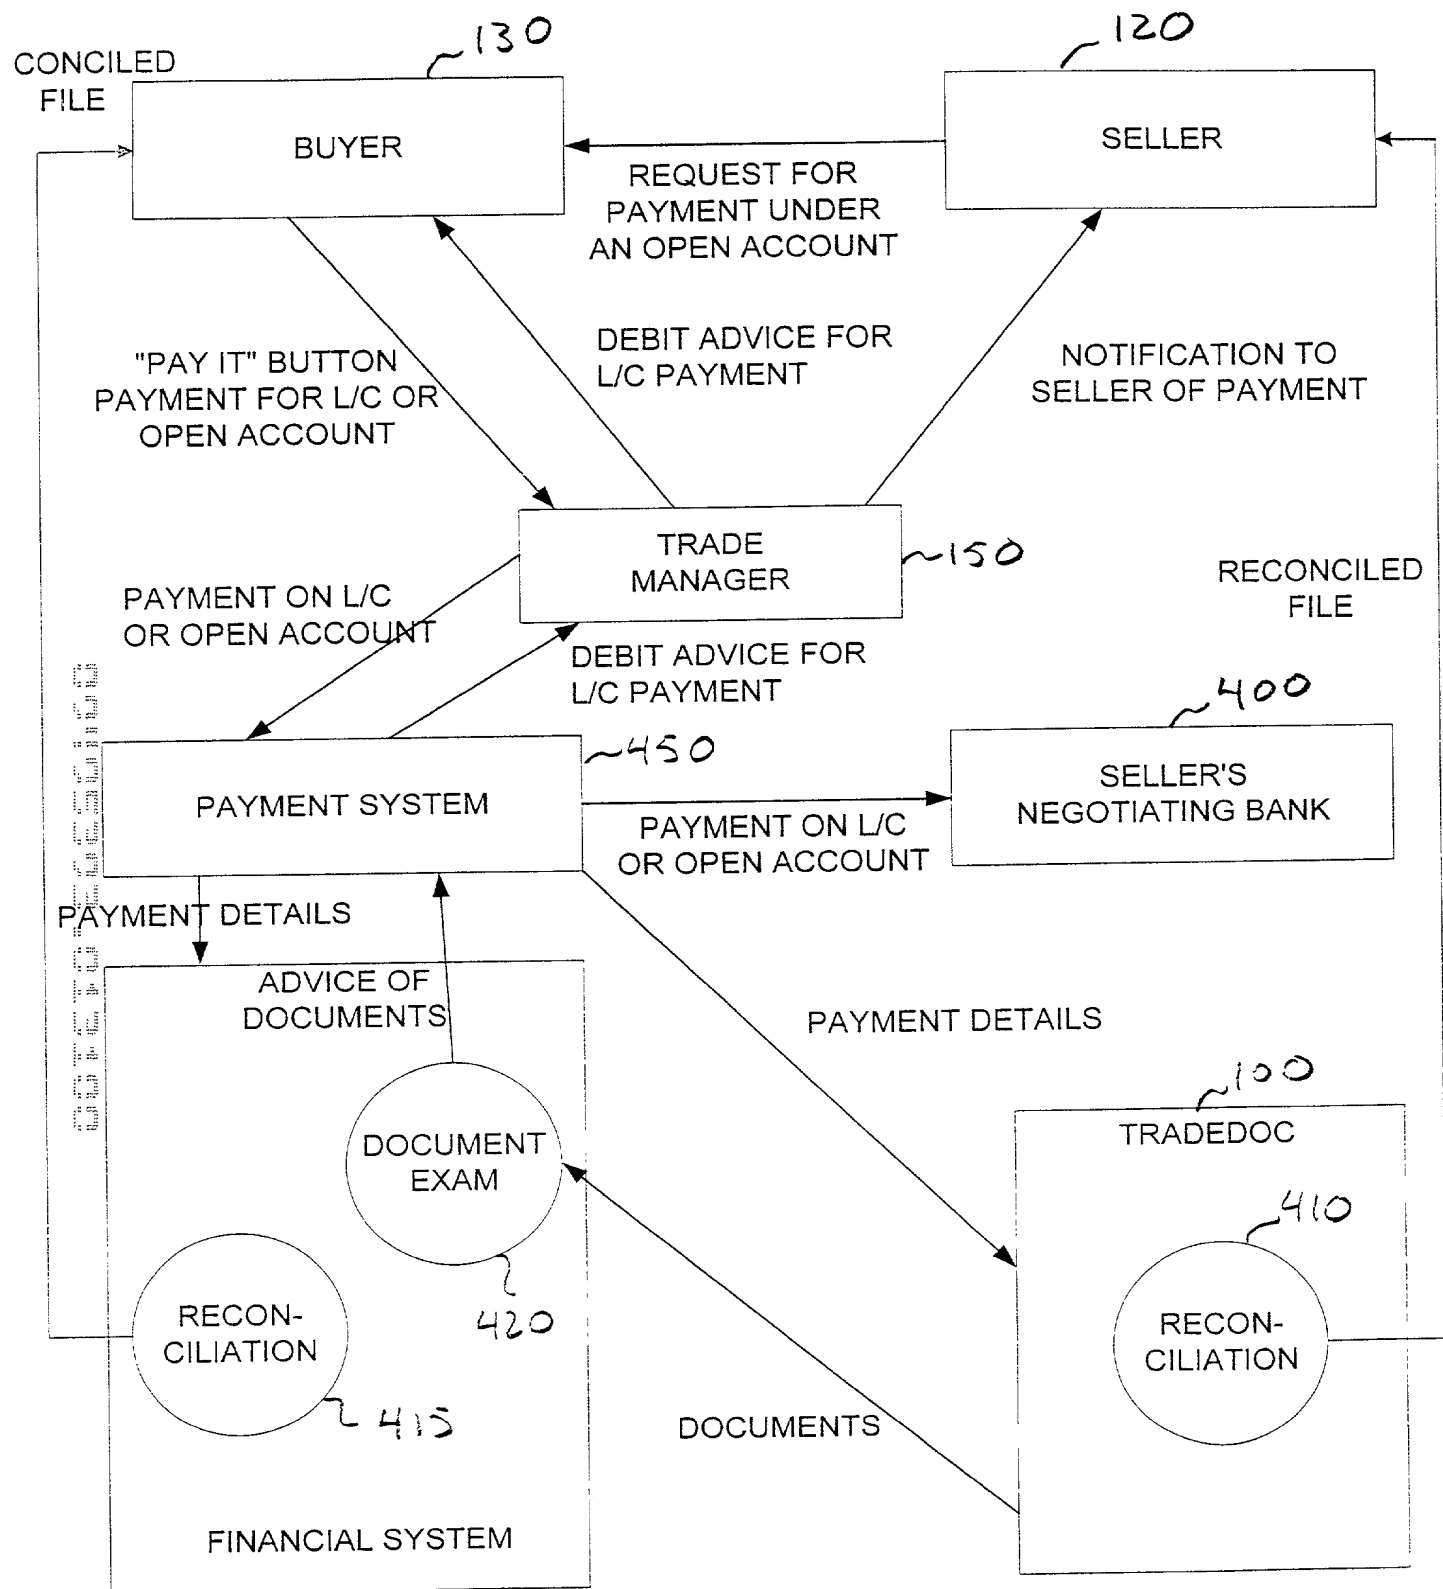 130
120
CONCILED
FILE
BUYER
SELLER
REQUEST FOR
PAYMENT UNDER
AN OPEN ACCOUNT
"PAY IT" BUTTON
PAYMENT FOR L/C OR
OPEN ACCOUNT
DEBIT ADVICE FOR
L/C PAYMENT
NOTIFICATION TO
SELLER OF PAYMENT
TRADE
MANAGER
150
PAYMENT ON L/C
OR OPEN ACCOUNT
RECONCILED
FILE
DEBIT ADVICE FOR
L/C PAYMENT
400
450
PAYMENT SYSTEM
SELLER'S
NEGOTIATING BANK
PAYMENT ON L/C
OR OPEN ACCOUNT
PAYMENT DETAILS
ADVICE OF
DOCUMENTS
PAYMENT DETAILS
100
TRADEDOC
DOCUMENT
EXAM
410
420
RECON-
CILIATION
RECON-
CILIATION
415
DOCUMENTS
FINANCIAL SYSTEM